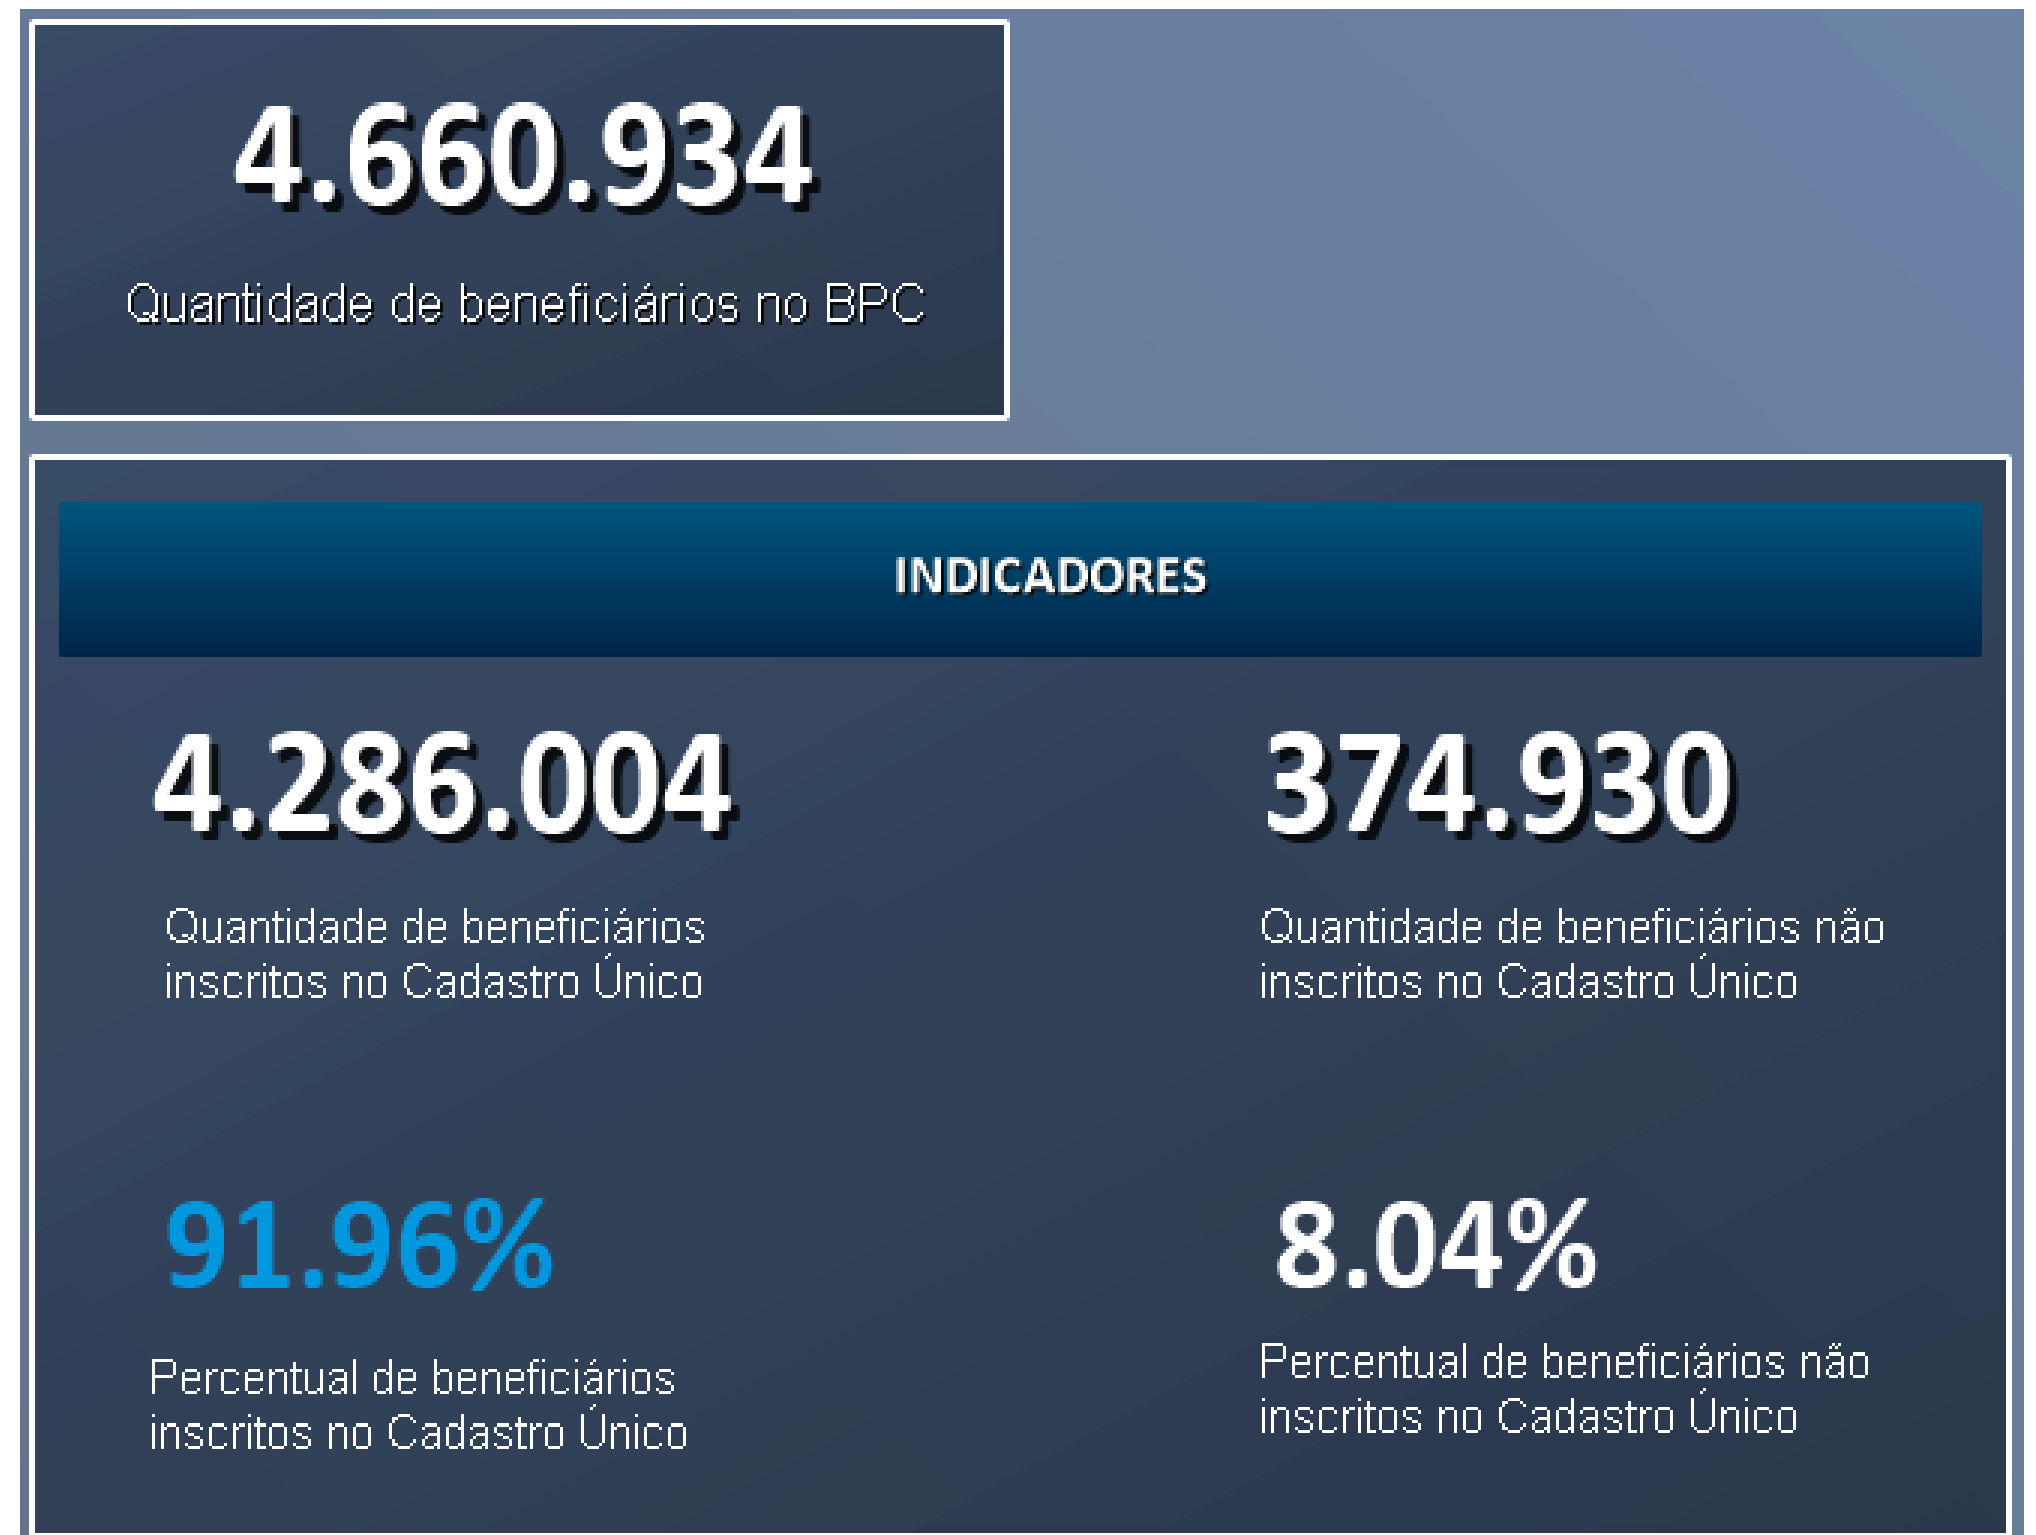 4.660.934
Quantidade de beneficiários no BPC
INDICADORES
4.286.004
Quantidade de beneficiários
inscritos no Cadastro Único
374.930
Quantidade de beneficiários não
inscritos no Cadastro Único
91.96%
Percentual de beneficiários
inscritos no Cadastro Único
8.04%
Percentual de beneficiários não
inscritos no Cadastro Único